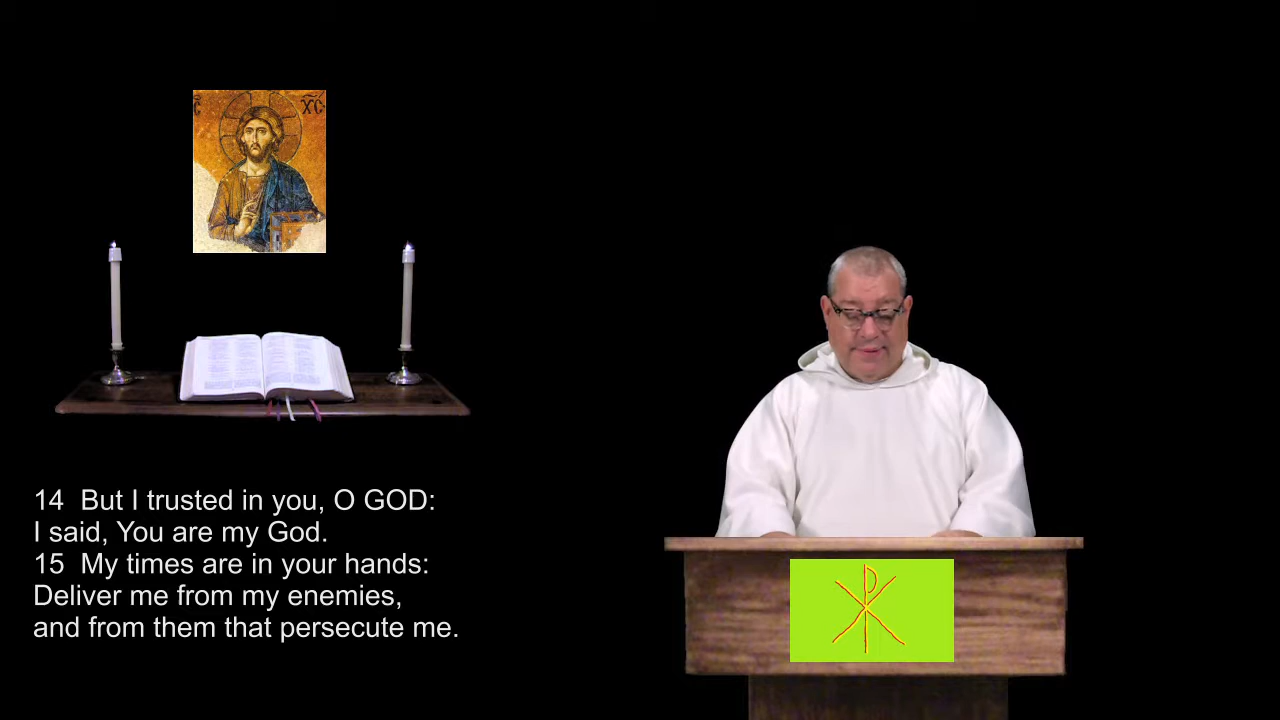 ΧC
14 But I trusted in you, O GOD:
I said, You are my God.
15 My times are in your hands:
Deliver me from my enemies,
and from them that persecute me.